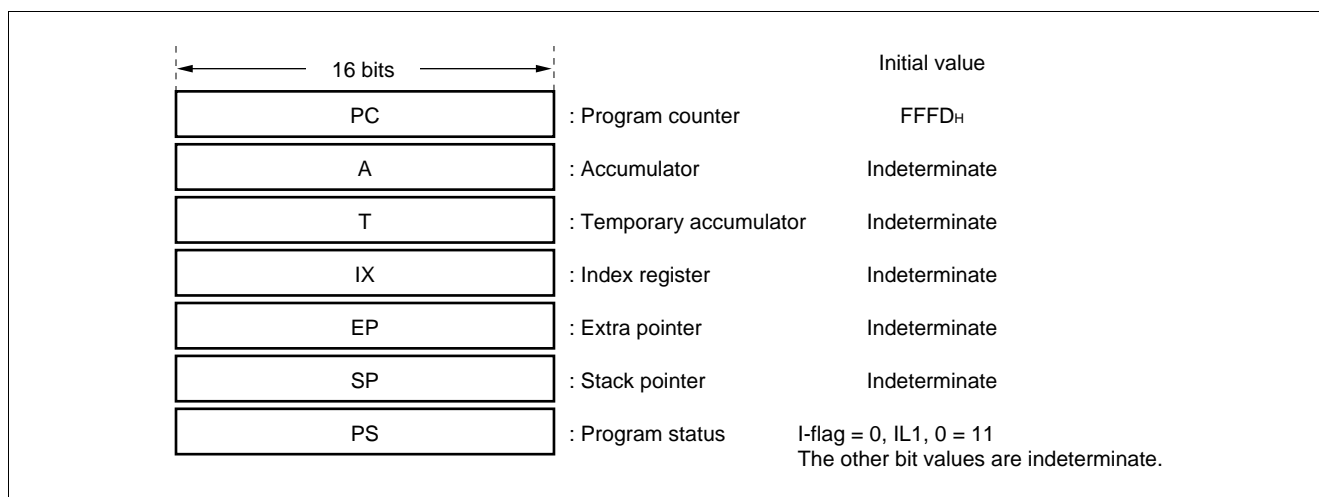 16 bits Initial value
PC : Program counter FFFDH
A : Accumulator Indeterminate
T : Temporary accumulator Indeterminate
IX : Index register Indeterminate
EP : Extra pointer Indeterminate
SP : Stack pointer Indeterminate
PS : Program status I-flag = 0, IL1, 0 = 11
The other bit values are indeterminate.